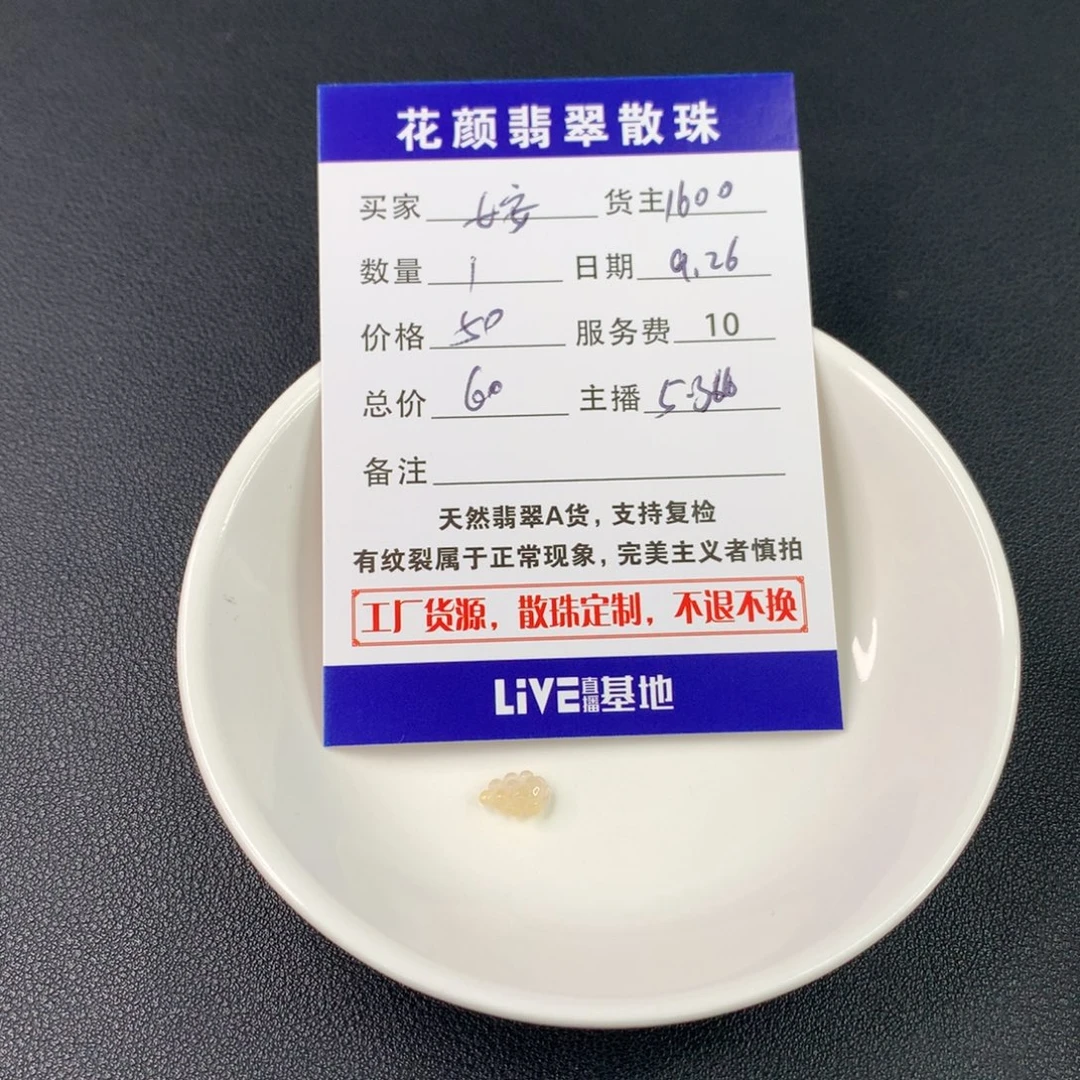 花颜翡翠散珠
买家 货主1600
数量 1 日期 9.26
价格 50 服务费 10
总价 60 主播
备注
天然翡翠A货，支持复检
有纹裂属于正常现象，完美主义者慎拍
工厂货源，散珠定制，不退不换
LiVE直播基地